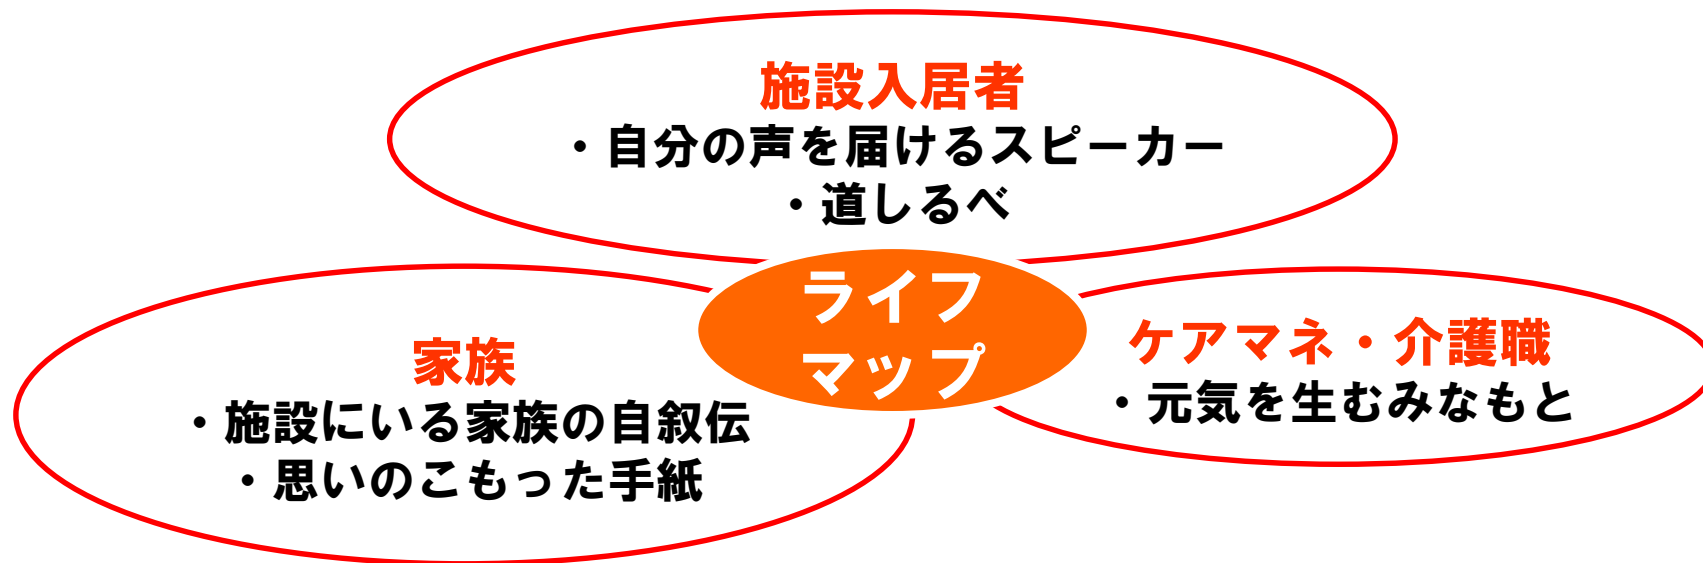 施設入居者
・自分の声を届けるスピーカー
・道しるべ
ライフ
マップ
家族
・施設にいる家族の自叙伝
・思いのこもった手紙
ケアマネ・介護職
・元気を生むみなもと